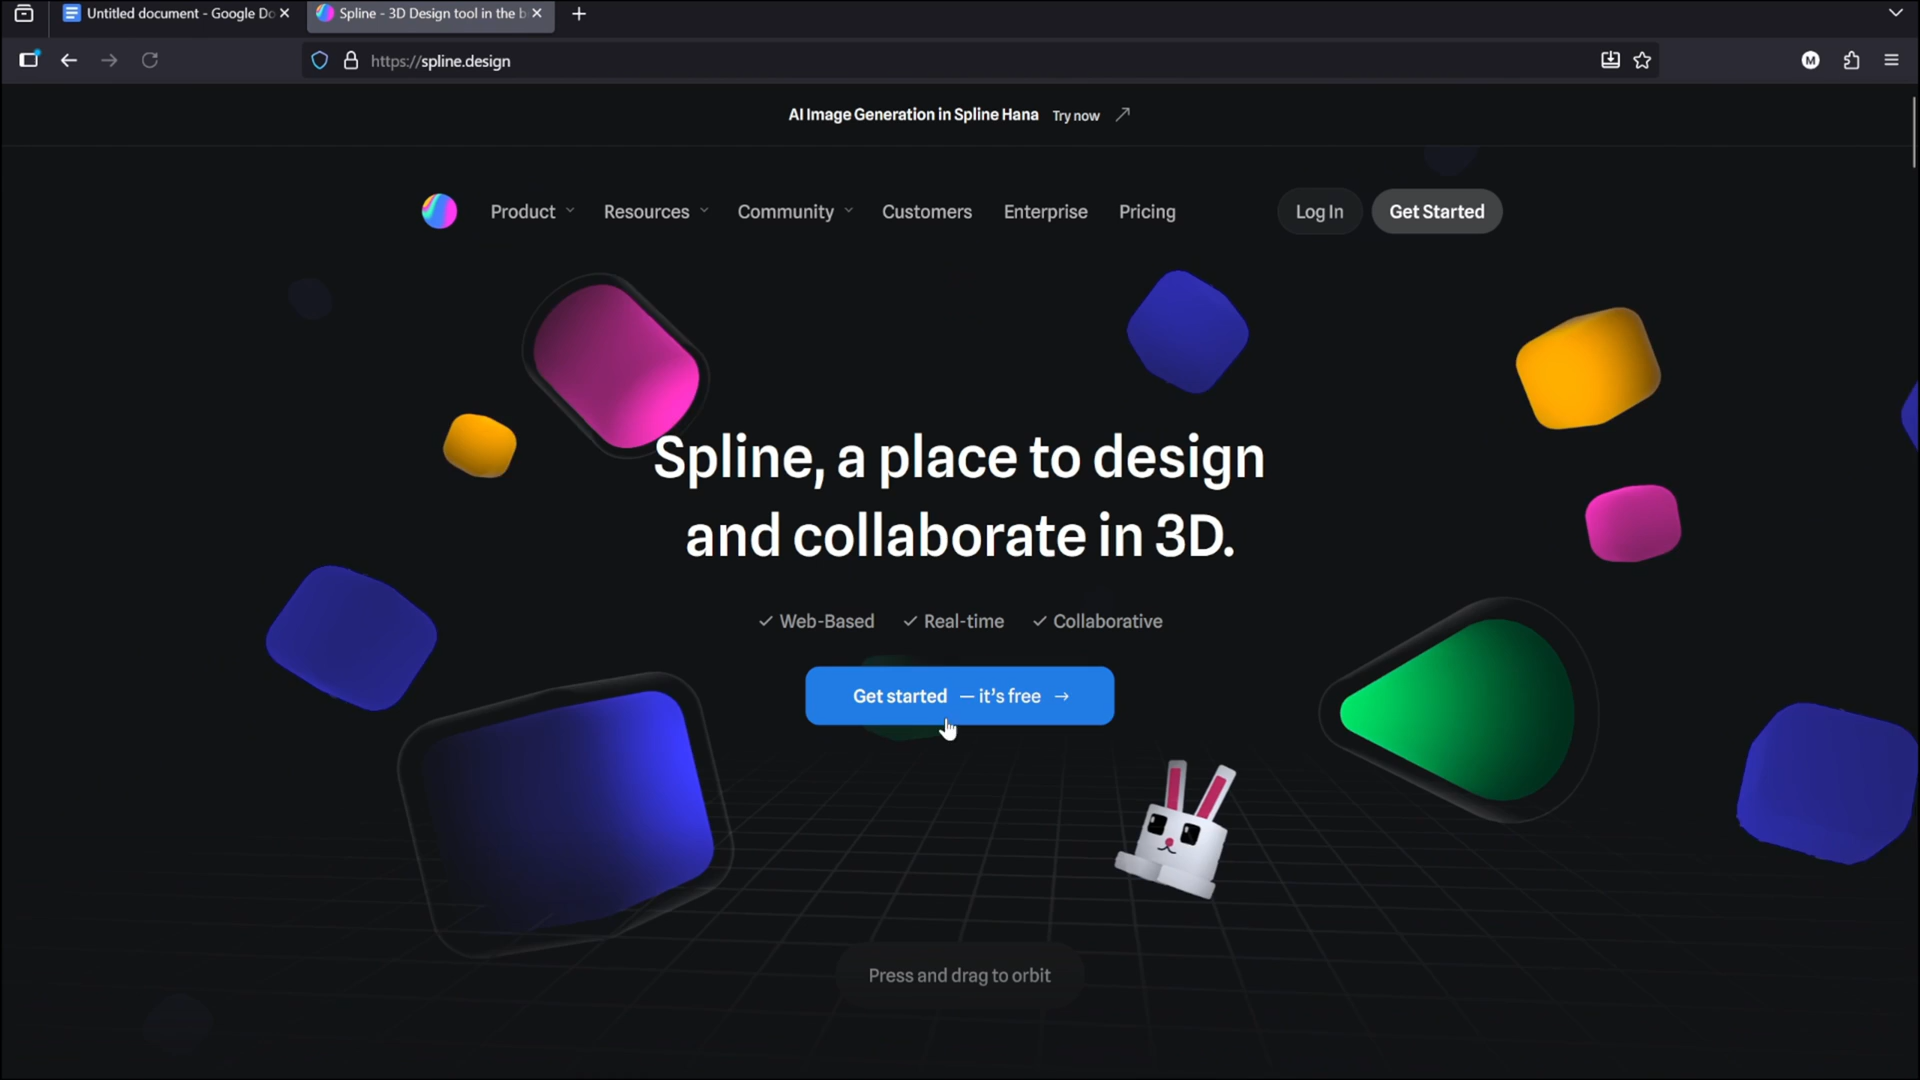 Untitled document - Google Do
Spline - 3D Design tool in the b
https://spline.design
M
AI Image Generation in Spline Hana Try now
Product
Resources
Community
Customers
Enterprise
Pricing
Log In
Get Started
Spline, a place to design
and collaborate in 3D.
Web-Based
Real-time
Collaborative
Get started — it's free →
Press and drag to orbit